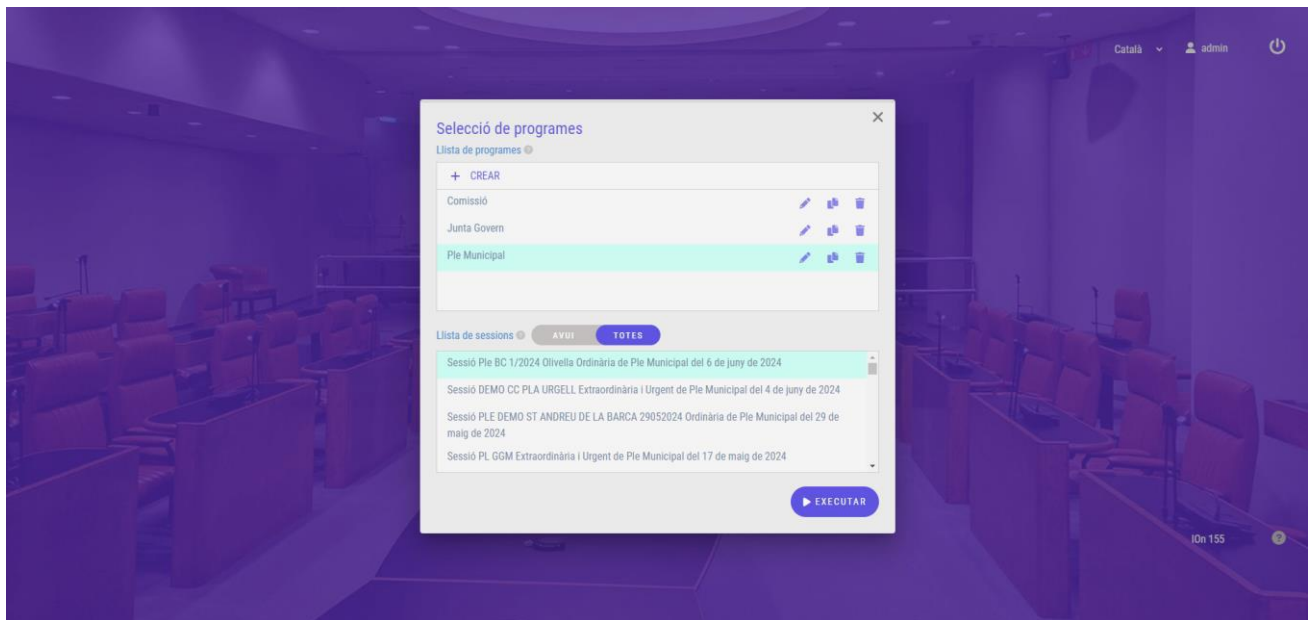 Català
admin
Selecció de programes
Llista de programes
+ CREAR
Comissió
Junta Govern
Ple Municipal
Llista de sessions
AVUI
TOTES
Sessió Ple BC 1/2024 Olivella Ordinària de Ple Municipal del 6 de juny de 2024
Sessió DEMO CC PLA URGELL Extraordinària i Urgent de Ple Municipal del 4 de juny de 2024
Sessió PLE DEMO ST ANDREU DE LA BARCA 29052024 Ordinària de Ple Municipal del 29 de
maig de 2024
Sessió PL GGM Extraordinària i Urgent de Ple Municipal del 17 de maig de 2024
EXECUTAR
IOn 155